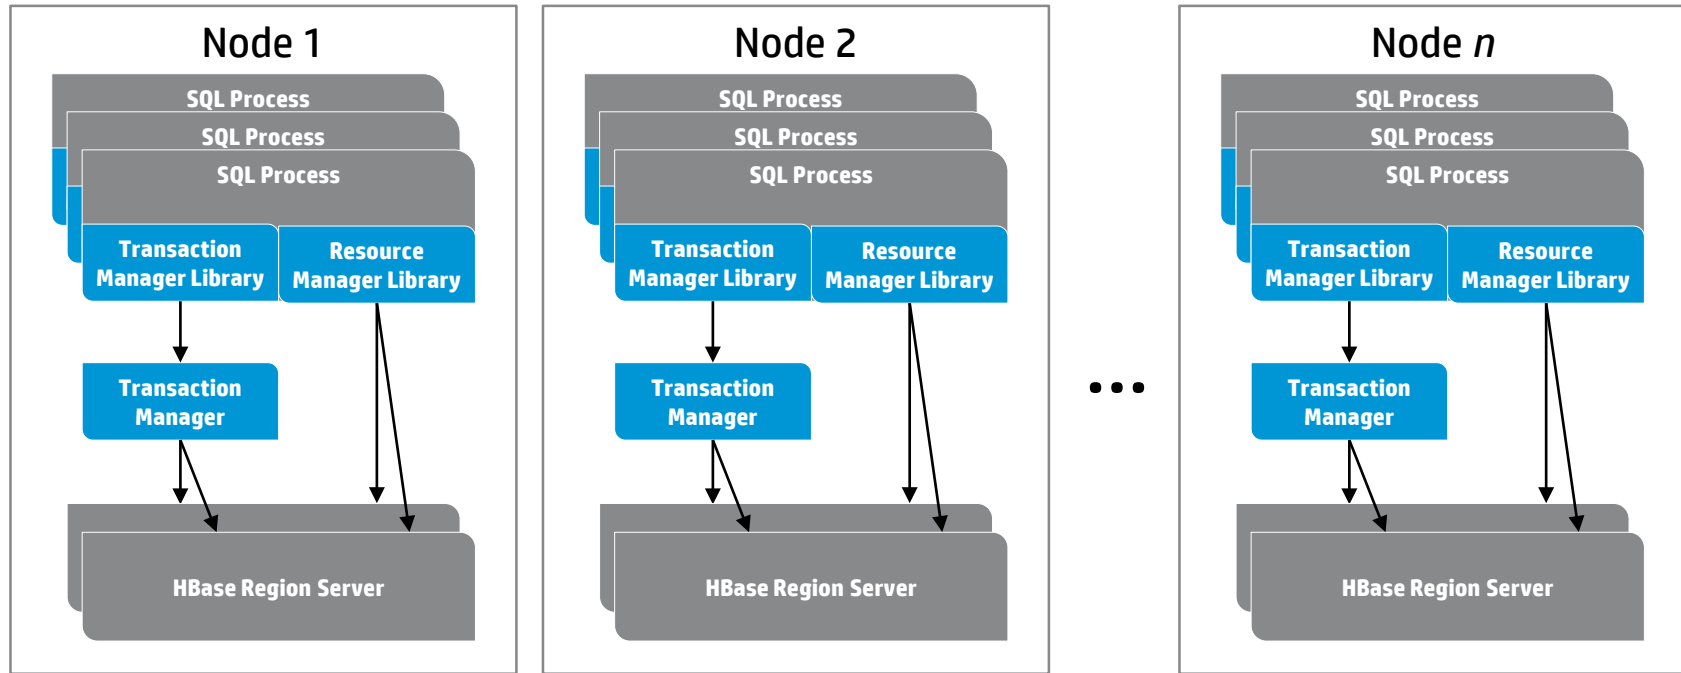 Node 1
SQL Process
SQL Process
SQL Process
Transaction
Manager Library
Resource
Manager Library
Transaction
Manager
HBase Region Server
Node 2
SQL Process
SQL Process
SQL Process
Transaction
Manager Library
Resource
Manager Library
Transaction
Manager
HBase Region Server
...
Node n
SQL Process
SQL Process
SQL Process
Transaction
Manager Library
Resource
Manager Library
Transaction
Manager
HBase Region Server